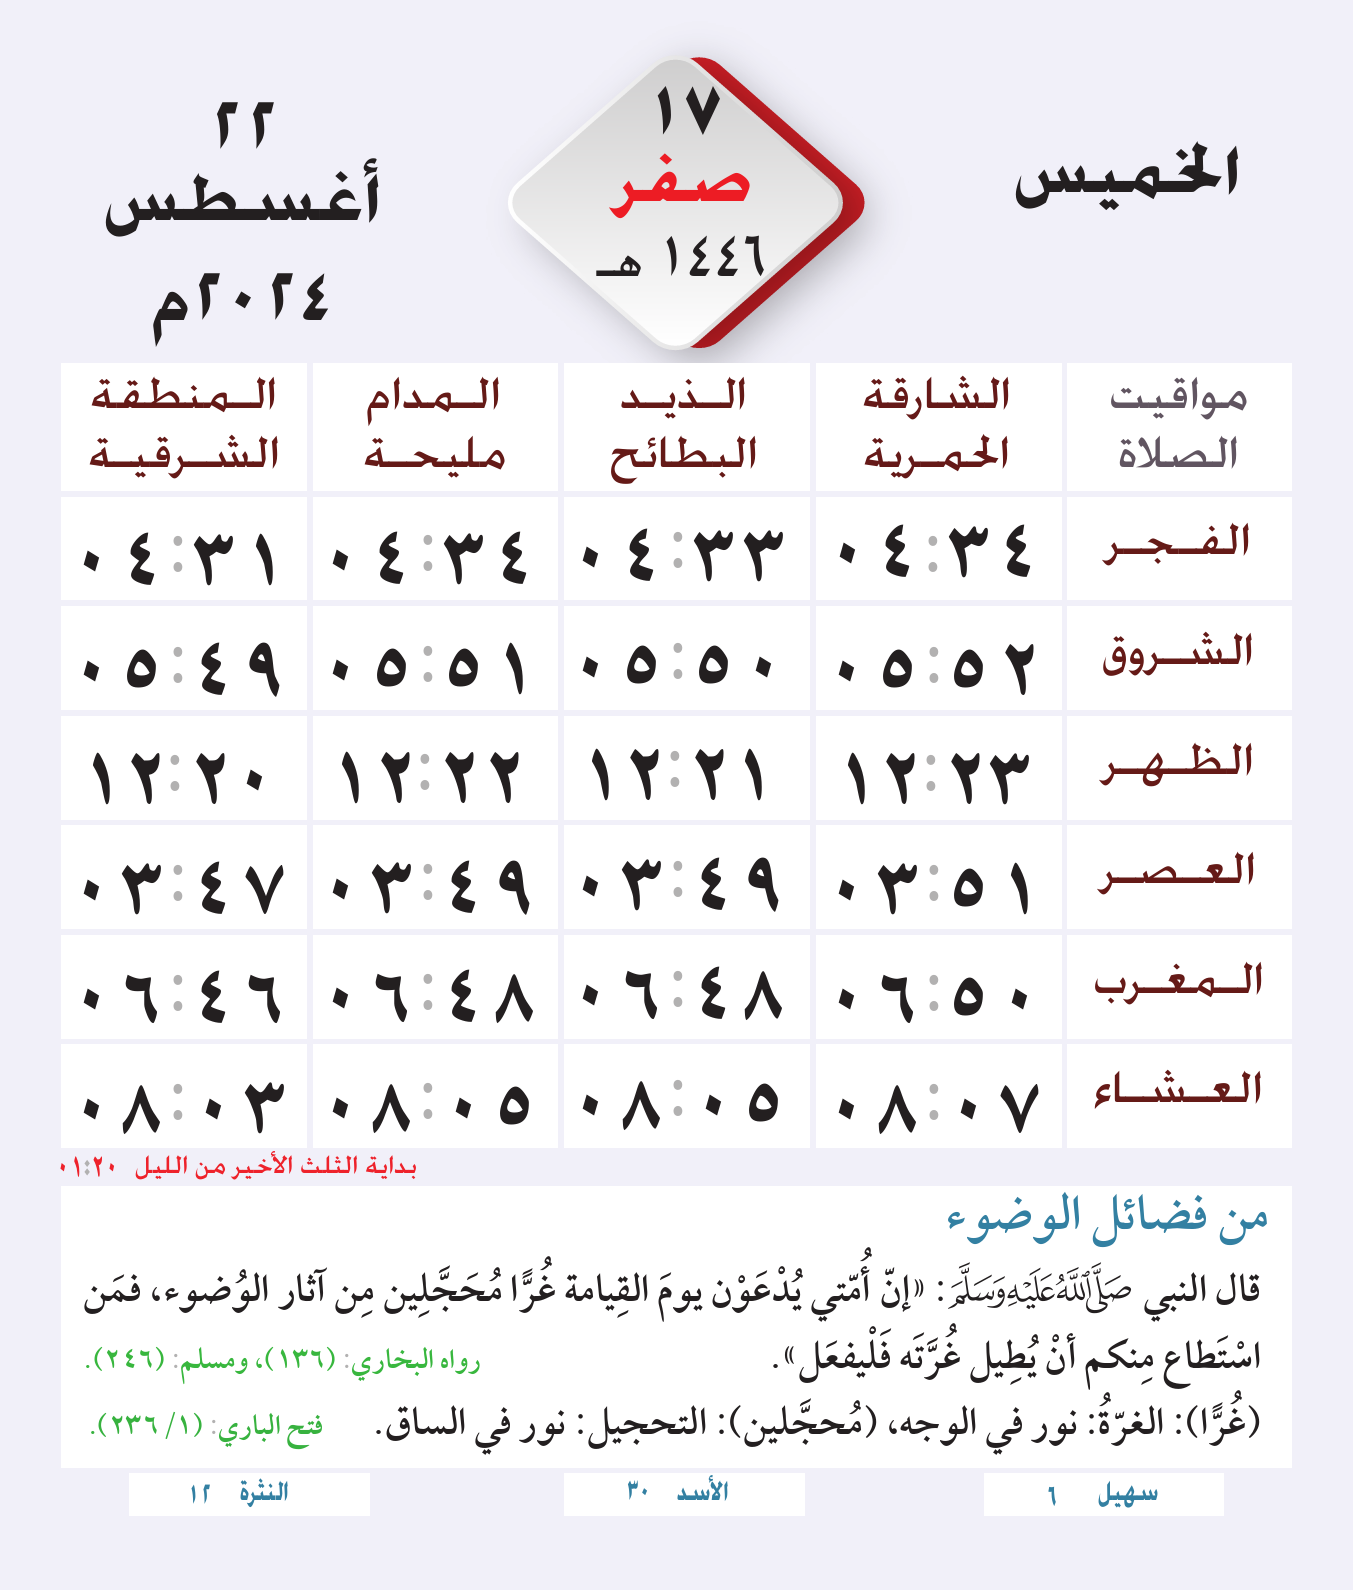 الخميس
١٧
صفر
١٤٤٦ هـ
٢٢
أغسطس
٢٠٢٤م
مواقيت الصلاة	الشارقة الحمرية	الذيد البطائح	المدام مليحة	المنطقة الشرقية
الفجر	٠٤:٣٤	٠٤:٣٣	٠٤:٣٤	٠٤:٣١
الشروق	٠٥:٥٢	٠٥:٥٠	٠٥:٥١	٠٥:٤٩
الظهر	١٢:٢٣	١٢:٢١	١٢:٢٢	١٢:٢٠
العصر	٠٣:٥١	٠٣:٤٩	٠٣:٤٩	٠٣:٤٧
المغرب	٠٦:٥٠	٠٦:٤٨	٠٦:٤٨	٠٦:٤٦
العشاء	٠٨:٠٧	٠٨:٠٥	٠٨:٠٥	٠٨:٠٣
بداية الثلث الأخير من الليل ٠١:٢٠
من فضائل الوضوء
قال النبي صَلَّىٱللَّهُعَلَيْهِوَسَلَّمَ: «إنّ أُمّتي يُدْعَوْن يومَ القِيامة غُرًّا مُحَجَّلِين مِن آثار الوُضوء، فمَن
اسْتَطاع مِنكم أنْ يُطِيل غُرَّتَه فَلْيفعَل». رواه البخاري: (١٣٦)، ومسلم: (٢٤٦).
(غُرًّا): الغرّةُ: نور في الوجه، (مُحجَّلين): التحجيل: نور في الساق. فتح الباري: (١/ ٢٣٦).
سهيل ٦	الأسد ٣٠	النثرة ١٢